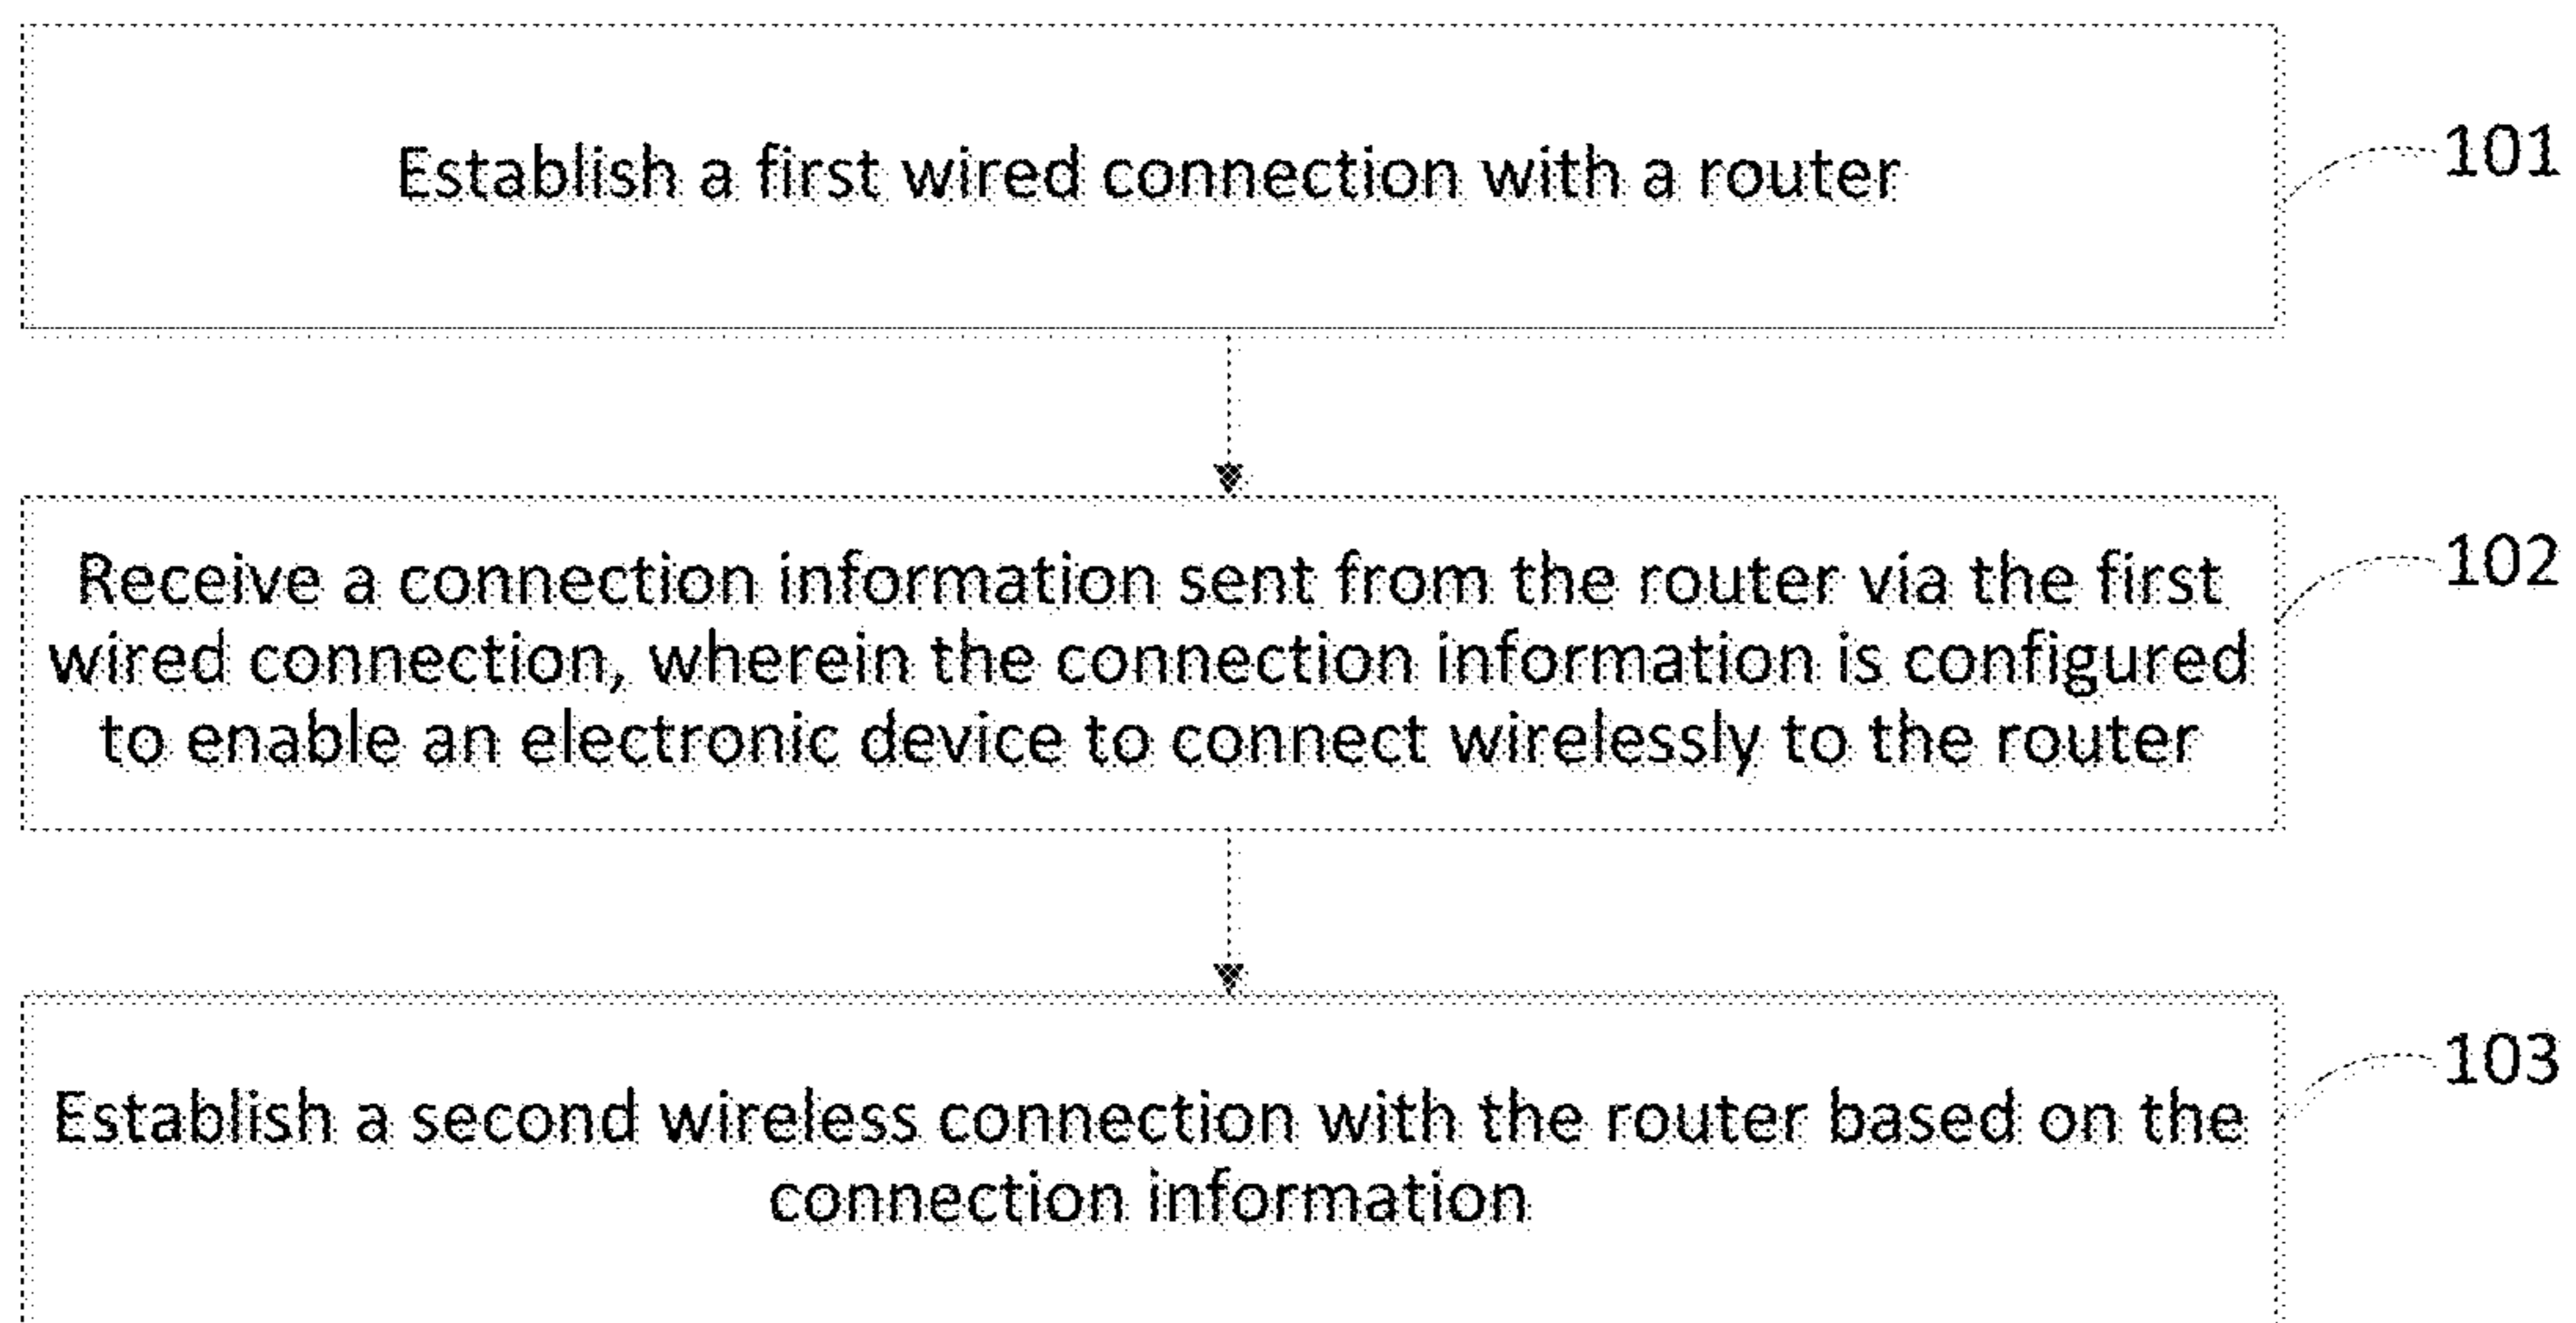 Establish a first wired connection with a router
101
Receive a connection information sent from the router via the first
wired connection, wherein the connection information is configured
to enable an electronic device to connect wirelessly to the router
102
Establish a second wireless connection with the router based on the
connection information
103